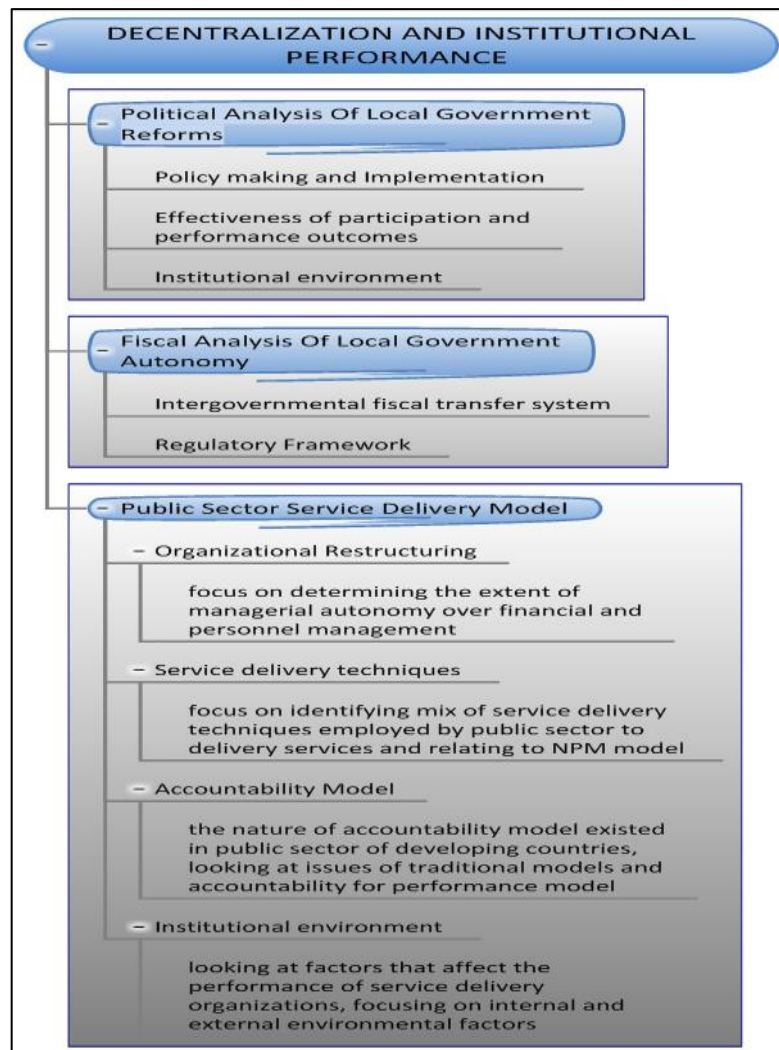 DECENTRALIZATION AND INSTITUTIONAL
PERFORMANCE
Political Analysis Of Local Government
Reforms
Policy making and Implementation
Effectiveness of participation and
performance outcomes
Institutional environment
Fiscal Analysis Of Local Government
Autonomy
Intergovernmental fiscal transfer system
Regulatory Framework
Public Sector Service Delivery Model
Organizational Restructuring
focus on determining the extent of
managerial autonomy over financial and
personnel management
Service delivery techniques
focus on identifying mix of service delivery
techniques employed by public sector to
delivery services and relating to NPM model
Accountability Model
the nature of accountability model existed
in public sector of developing countries,
looking at issues of traditional models and
accountability for performance model
Institutional environment
looking at factors that affect the
performance of service delivery
organizations, focusing on internal and
external environmental factors